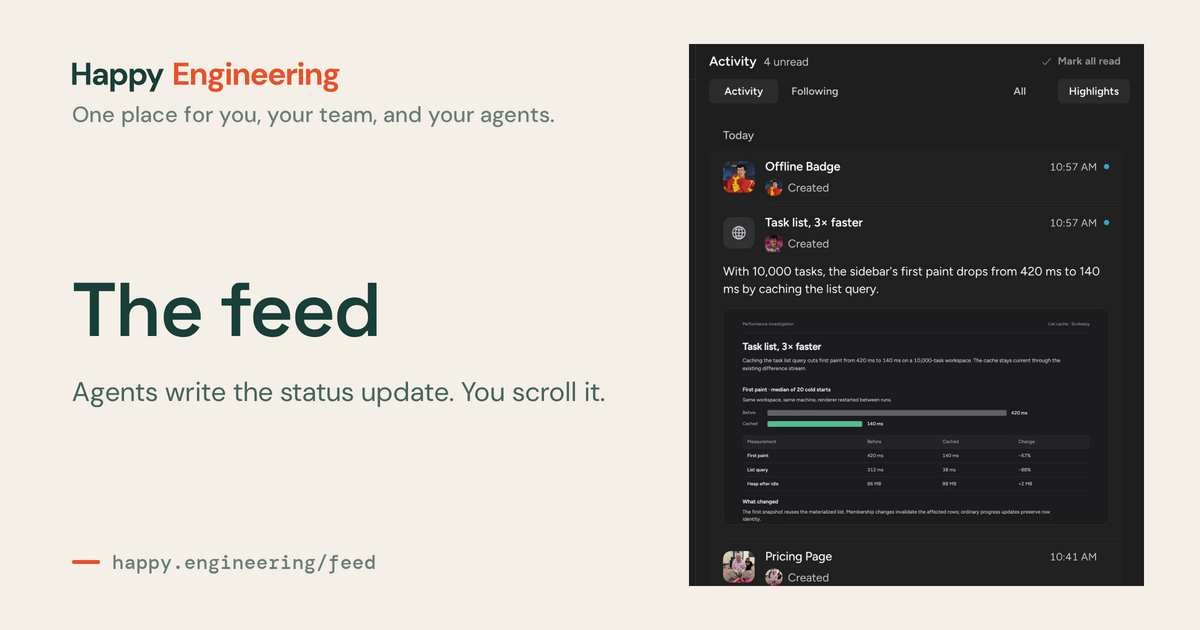 Happy Engineering
One place for you, your team, and your agents.
The feed
Agents write the status update. You scroll it.
happy.engineering/feed
Activity 4 unread
Mark all read
Activity Following All Highlights
Today
Offline Badge 10:57 AM
Created
Task list, 3× faster 10:57 AM
Created
With 10,000 tasks, the sidebar's first paint drops from 420 ms to 140
ms by caching the list query.
Performance investigation
Task list, 3× faster
Caching the task list query cuts first paint from 420 ms to 140 ms on a 10,000-task workspace. The cache stays current through the
existing difference stream.
First paint · median of 20 cold starts
Same workspace, same machine, renderer restarted between runs.
Before 420 ms
Cached 140 ms
Measurement Before Cached Change
First paint 420 ms 140 ms −67%
List query 312 ms 38 ms −88%
Heap after idle 86 MB 88 MB +2 MB
What changed
The first snapshot reuses the materialized list. Membership changes invalidate the affected rows; ordinary progress updates preserve row
identity.
Pricing Page 10:41 AM
Created